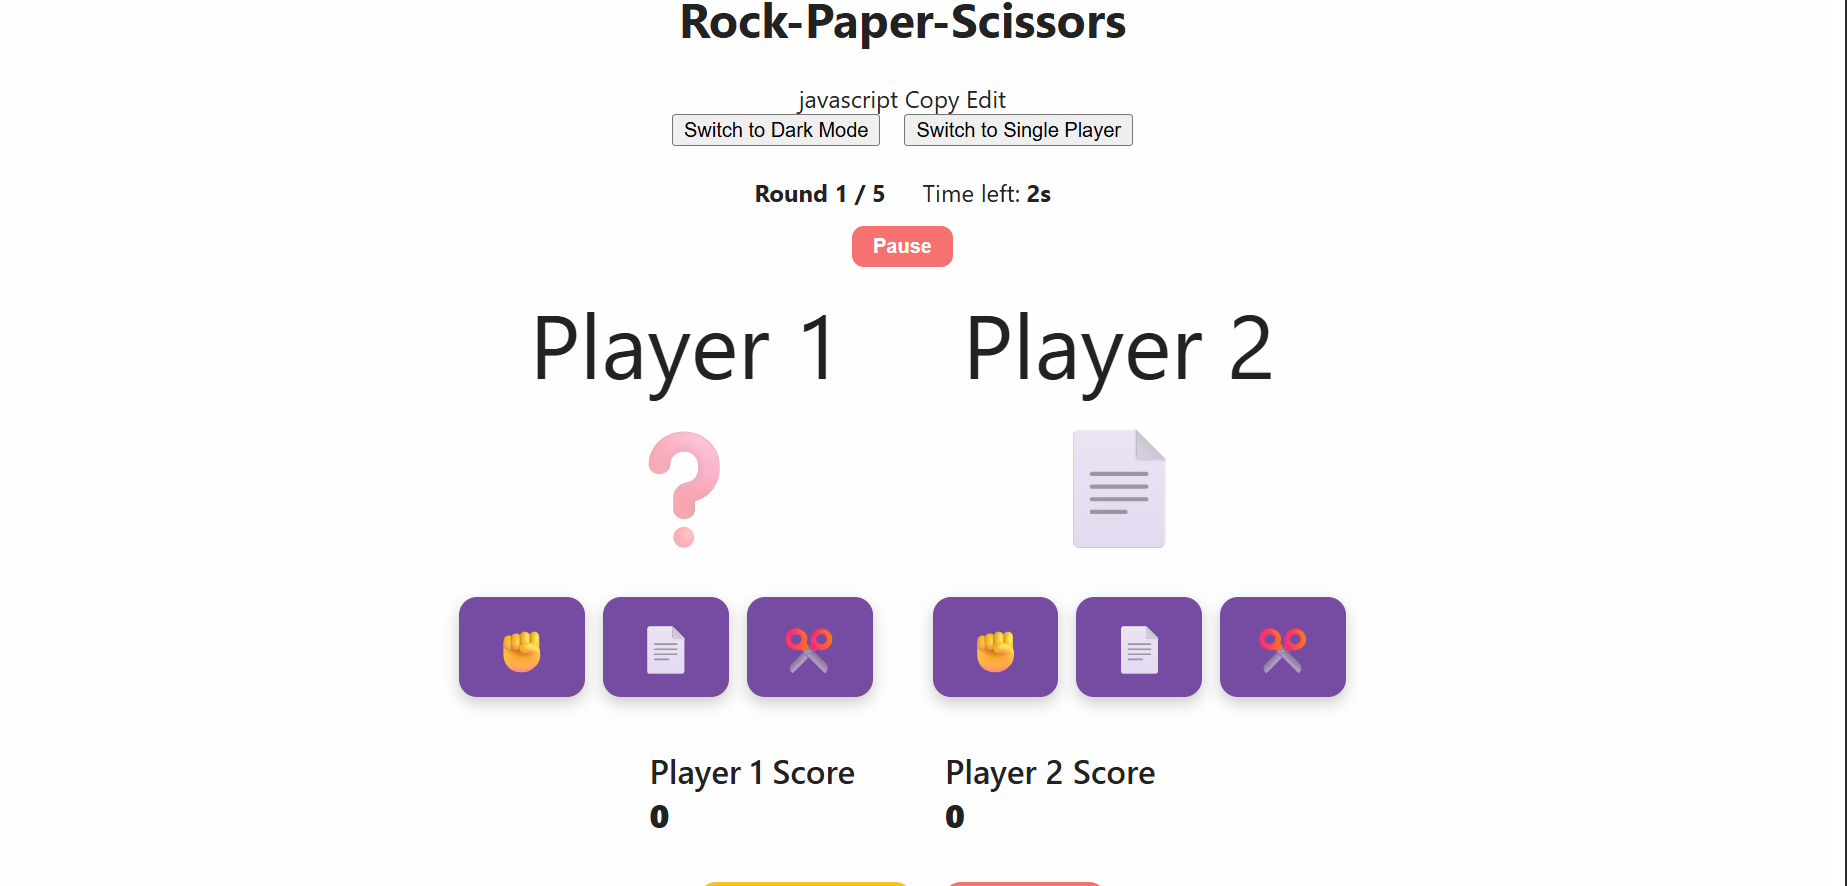 Rock-Paper-Scissors
javascript Copy Edit
Switch to Dark Mode Switch to Single Player
Round 1 / 5 Time left: 2s
Pause
Player 1 Player 2
Player 1 Score Player 2 Score
0 0